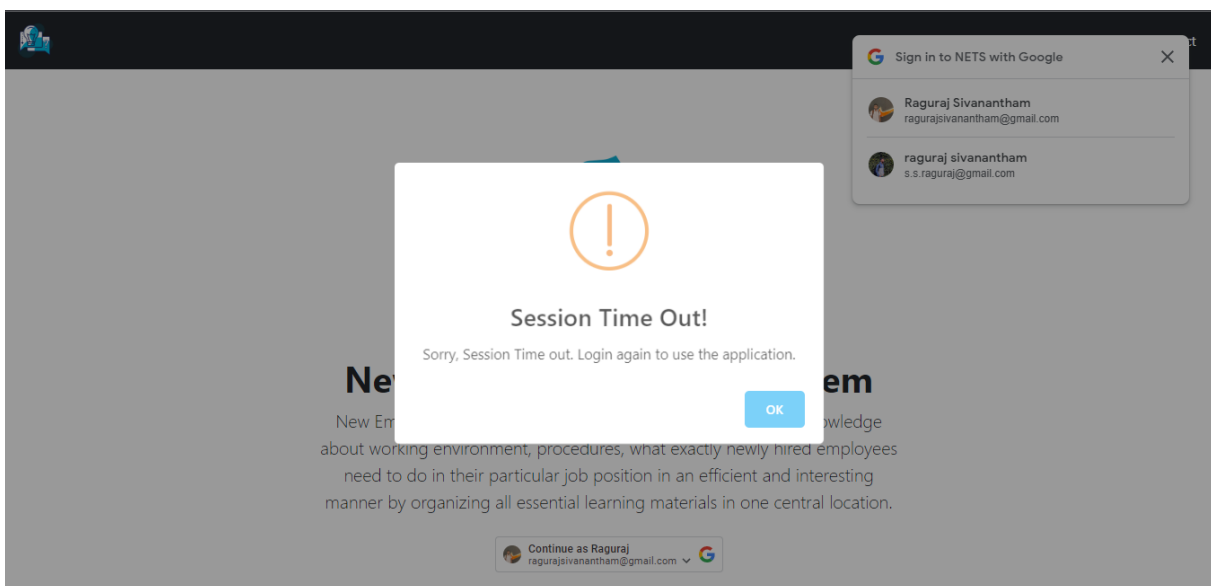 ct
Sign in to NETS with Google
Raguraj Sivanantham
ragurajsivanantham@gmail.com
raguraj sivanantham
s.s.raguraj@gmail.com
Session Time Out!
Sorry, Session Time out. Login again to use the application.
OK
Ne em
New Em wledge
about working environment, procedures, what exactly newly hired employees
need to do in their particular job position in an efficient and interesting
manner by organizing all essential learning materials in one central location.
Continue as Raguraj
ragurajsivanantham@gmail.com